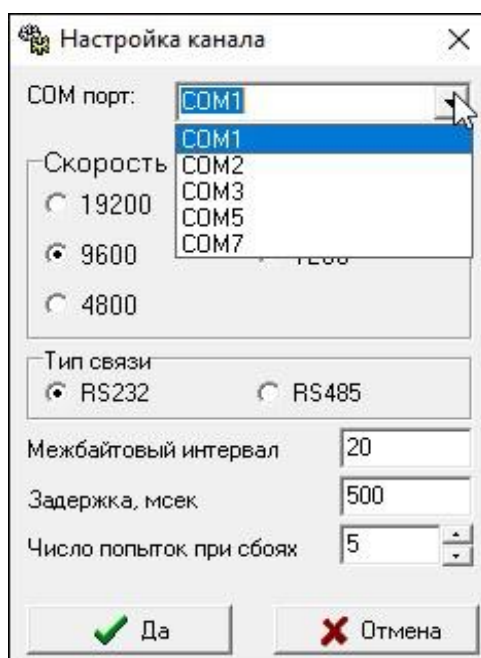 Настройка канала
COM порт: COM1
COM1
COM2
COM3
COM5
COM7
Скорость
19200
9600
4800
Тип связи
RS232 RS485
Межбайтовый интервал 20
Задержка, мсек 500
Число попыток при сбоях 5
Да Отмена